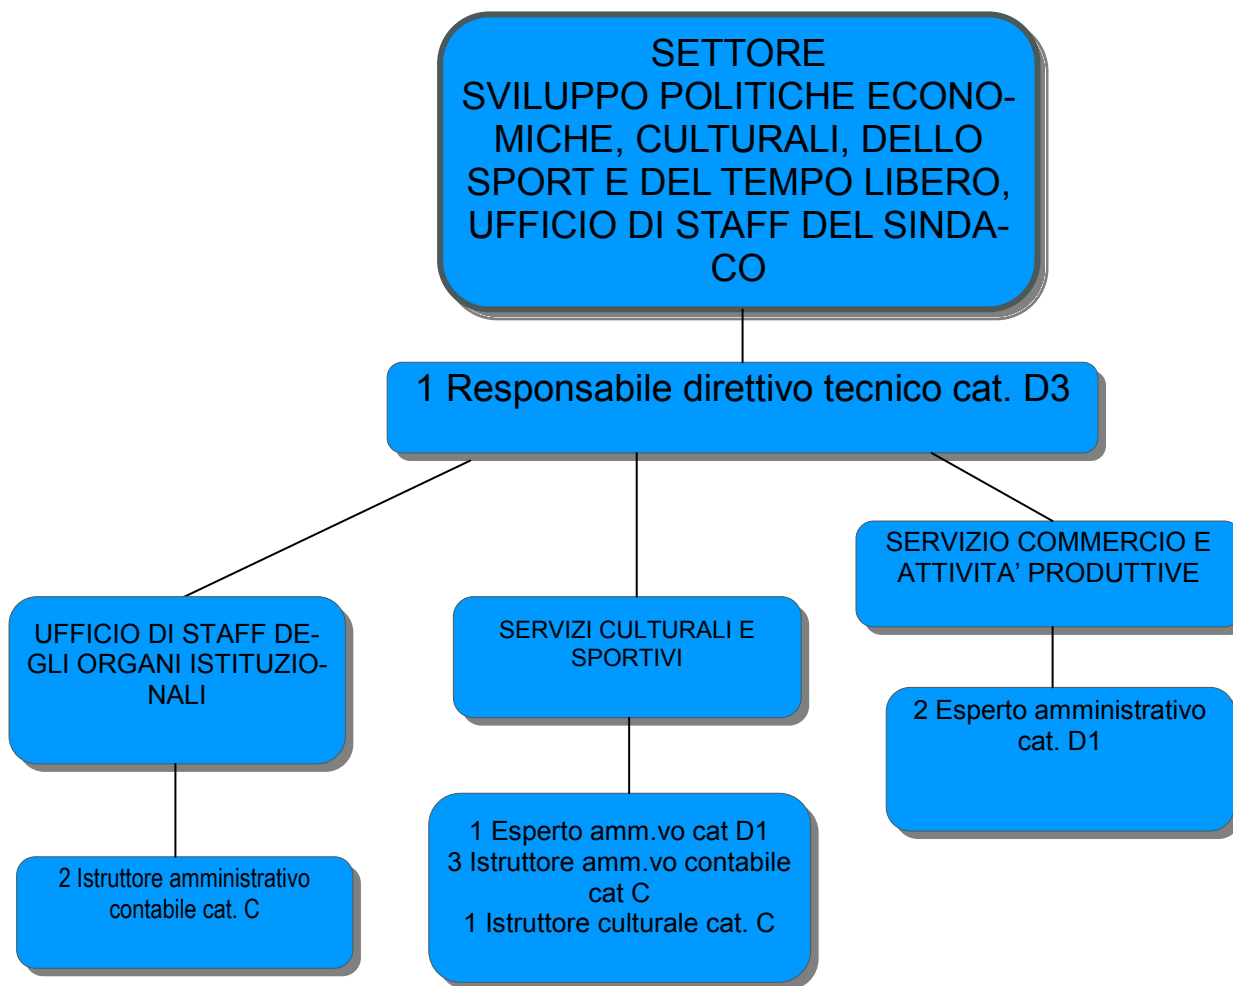 SETTORE
SVILUPPO POLITICHE ECONO-
MICHE, CULTURALI, DELLO
SPORT E DEL TEMPO LIBERO,
UFFICIO DI STAFF DEL SINDA-
CO
1 Responsabile direttivo tecnico cat. D3
UFFICIO DI STAFF DE-
GLI ORGANI ISTITUZIO-
NALI
2 Istruttore amministrativo
contabile cat. C
SERVIZI CULTURALI E
SPORTIVI
1 Esperto amm.vo cat D1
3 Istruttore amm.vo contabile
cat C
1 Istruttore culturale cat. C
SERVIZIO COMMERCIO E
ATTIVITA’ PRODUTTIVE
2 Esperto amministrativo
cat. D1